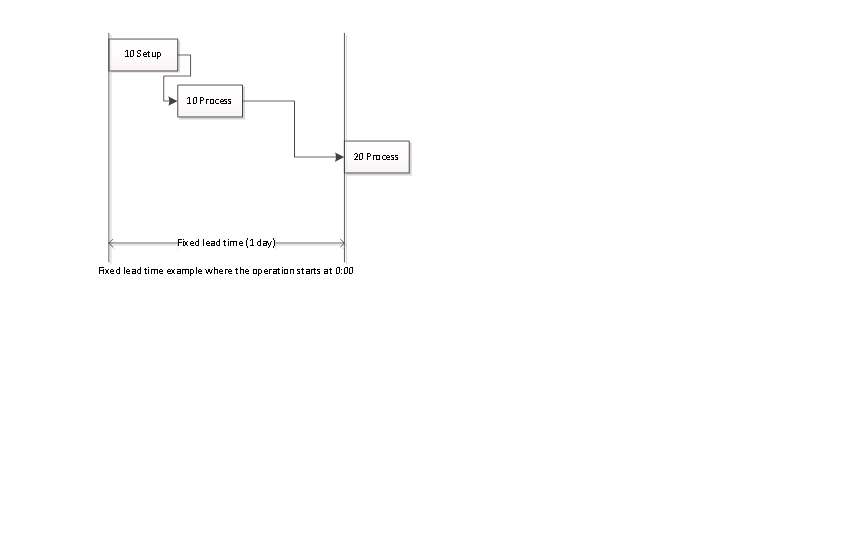 10 Setup
10 Process
20 Process
Fixed lead time (1 day)
Fixed lead time example where the operation starts at 0:00